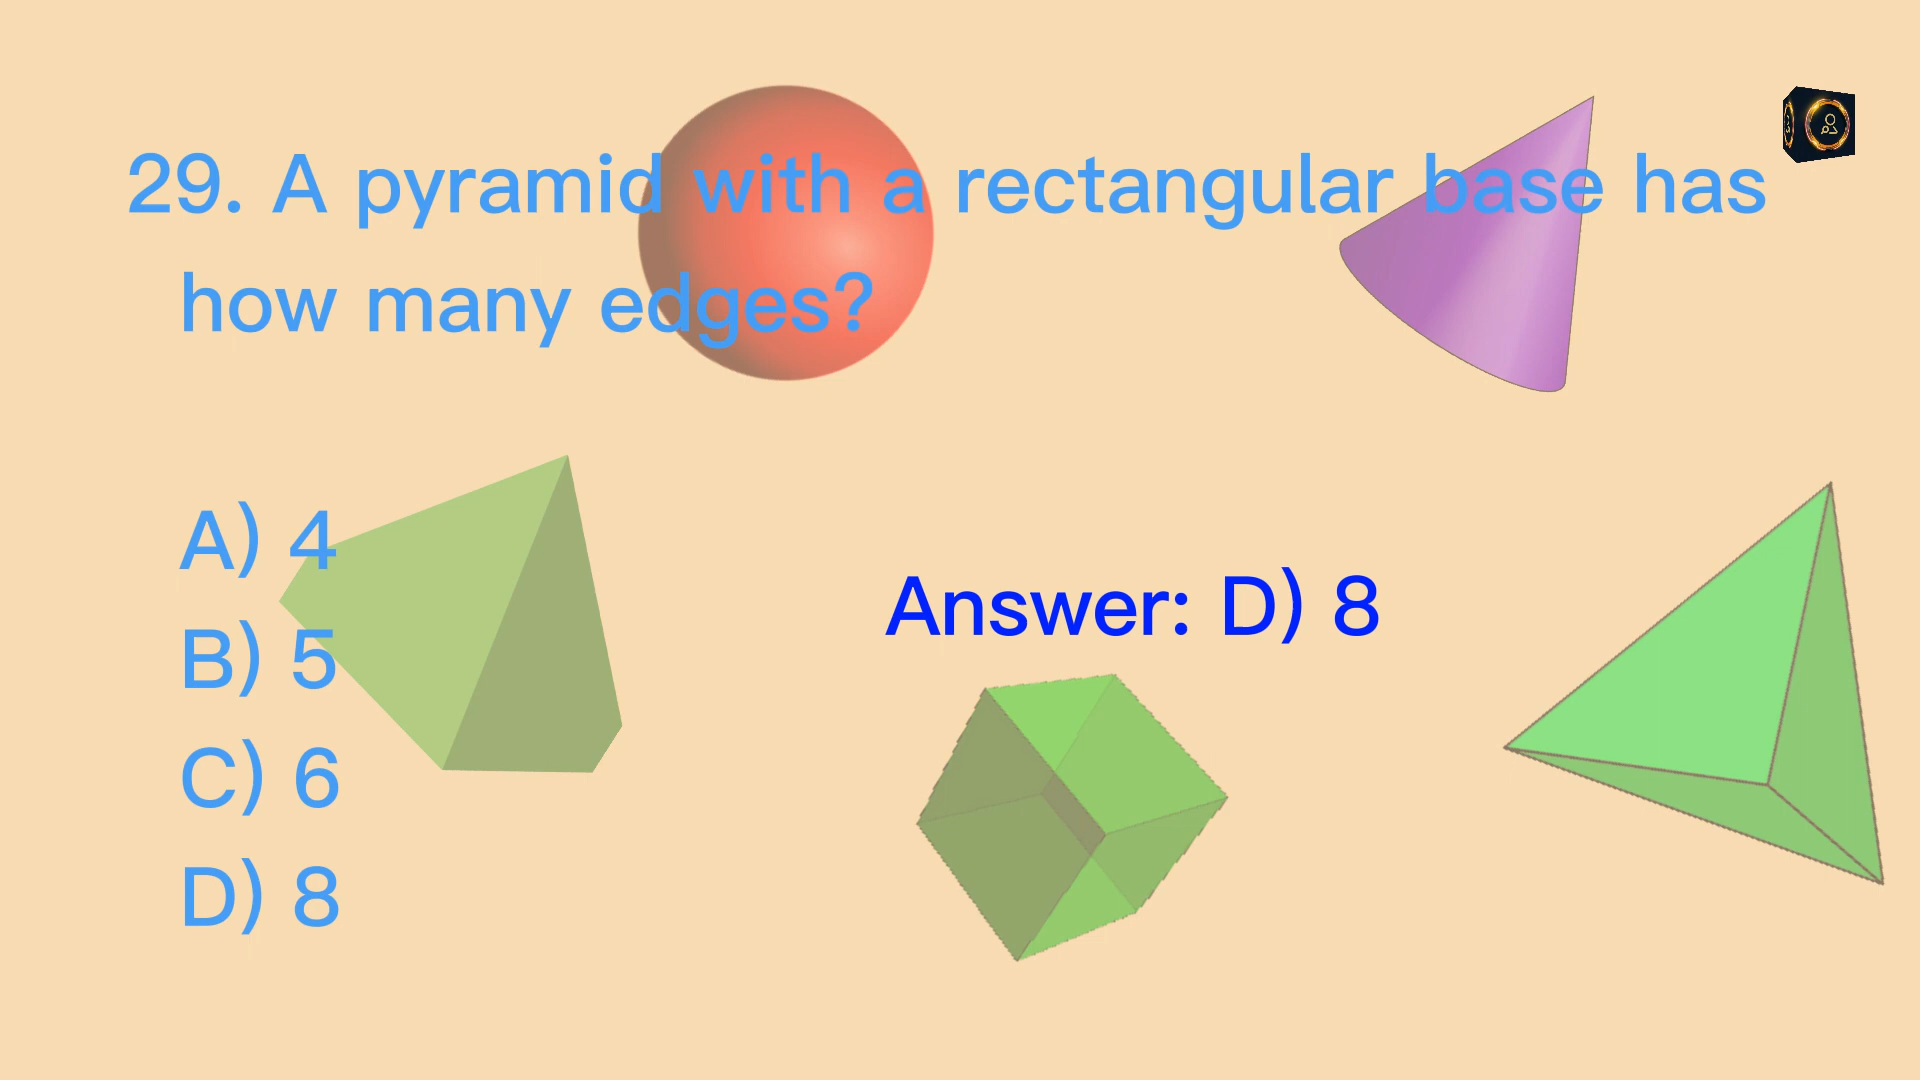 29. A pyramid with a rectangular base has
how many edges?
A) 4
B) 5
C) 6
D) 8
Answer: D) 8